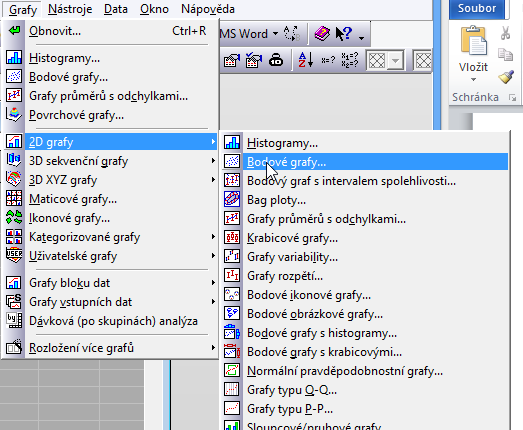 Grafy Nástroje Data Okno Nápověda
Soubor
Obnovit... Ctrl+R
MS Word
Histogramy...
Bodové grafy...
Vložit
Grafy průměrů s odchylkami...
Schránka
Povrchové grafy...
2D grafy
3D sekvenční grafy
3D XYZ grafy
Maticové grafy...
Ikonové grafy...
Kategorizované grafy
Uživatelské grafy
Grafy bloku dat
Grafy vstupních dat
Dávková (po skupinách) analýza
Rozložení více grafů
Histogramy...
Bodové grafy...
Bodový graf s intervalem spolehlivosti...
Bag ploty...
Grafy průměrů s odchylkami...
Krabicové grafy...
Grafy variability...
Grafy rozpětí...
Bodové ikonové grafy...
Bodové obrázkové grafy...
Bodové grafy s histogramy...
Bodové grafy s krabicovými...
Normální pravděpodobnostní grafy...
Grafy typu Q-Q...
Grafy typu P-P...
Sloupcové/pruhové grafy